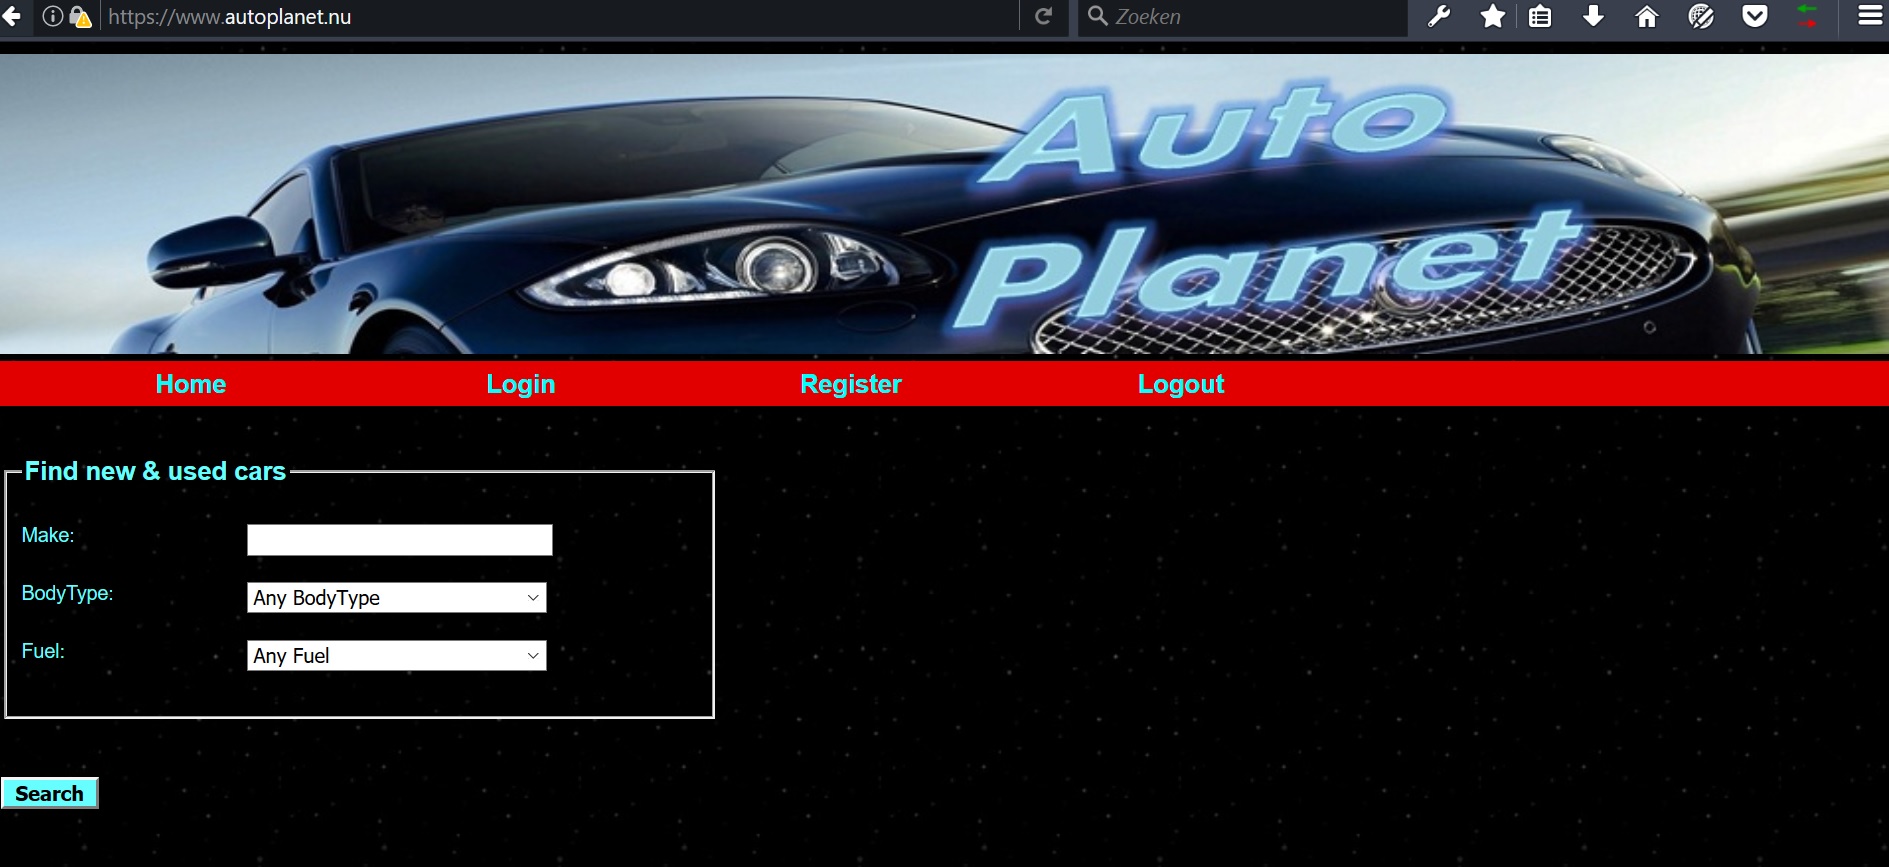 https://www.autoplanet.nu
Zoeken
Auto
Planet
Home Login Register Logout
Find new & used cars
Make:
BodyType: Any BodyType
Fuel: Any Fuel
Search